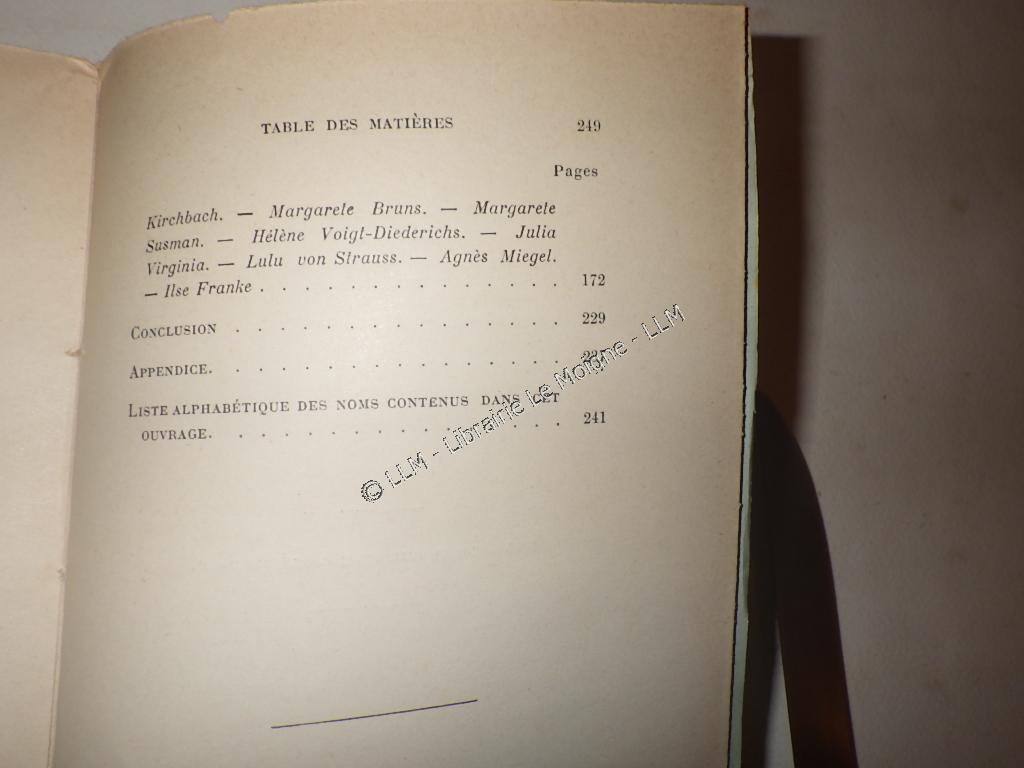 TABLE DES MATIÈRES 249
Pages
Kirchbach. — Margarete Bruns. — Margarete
Susman. — Hélène Voigt-Diederichs. — Julia
Virginia. — Lulu von Strauss. — Agnès Miegel.
— Ilse Franke . . . . . . . . . . . . . . 172
CONCLUSION . . . . . . . . . . . . . . . 229
APPENDICE. . . . . . . . . . . . . . . .
LISTE ALPHABÉTIQUE DES NOMS CONTENUS DANS CET
OUVRAGE. . . . . . . . . . . . . . . . 241
© LLM - Librairie Le Moigne - LLM